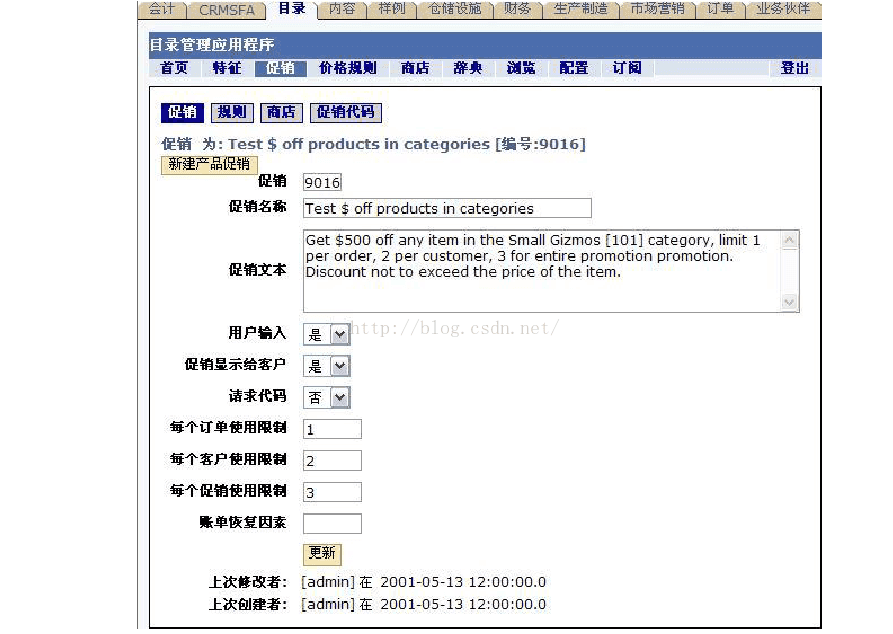 会计 CRMSFA 目录 内容 样例 仓储设施 财务 生产制造 市场营销 订单 业务伙伴
目录管理应用程序
首页 特征 促销 价格规则 商店 辞典 浏览 配置 订阅 登出
促销 规则 商店 促销代码
促销 为: Test $ off products in categories [编号:9016]
新建产品促销
促销 9016
促销名称 Test $ off products in categories
促销文本 Get $500 off any item in the Small Gizmos [101] category, limit 1
per order, 2 per customer, 3 for entire promotion promotion.
Discount not to exceed the price of the item.
用户输入 是
http://blog.csdn.net/
促销显示给客户 是
请求代码 否
每个订单使用限制 1
每个客户使用限制 2
每个促销使用限制 3
账单恢复因素
更新
上次修改者: [admin] 在 2001-05-13 12:00:00.0
上次创建者: [admin] 在 2001-05-13 12:00:00.0